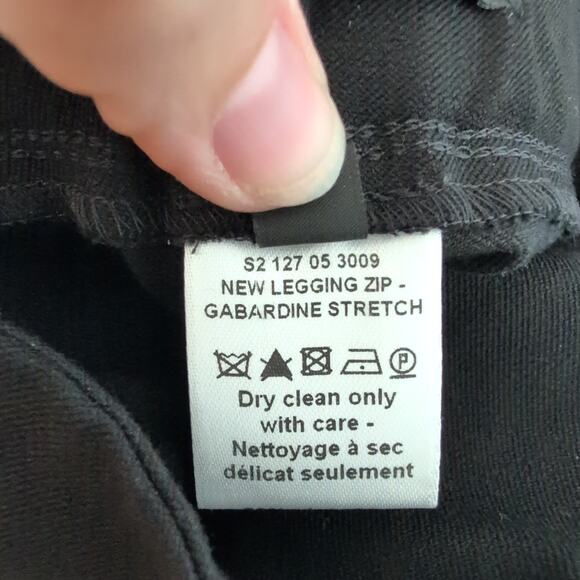 S2 127 05 3009
NEW LEGGING ZIP -
GABARDINE STRETCH
P
Dry clean only
with care -
Nettoyage à sec
délicat seulement